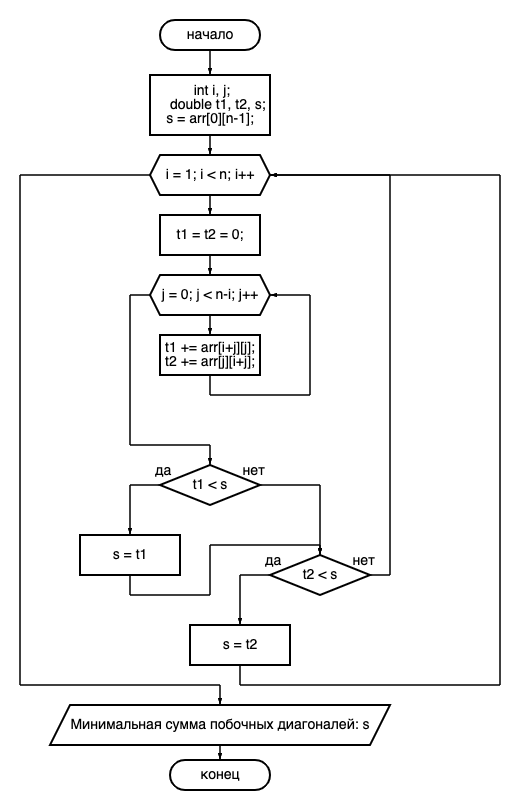 начало
int i, j;
double t1, t2, s;
s = arr[0][n-1];
i = 1; i < n; i++
t1 = t2 = 0;
j = 0; j < n-i; j++
t1 += arr[i+j][j];
t2 += arr[j][i+j];
да
нет
t1 < s
s = t1
да
нет
t2 < s
s = t2
Минимальная сумма побочных диагоналей: s
конец